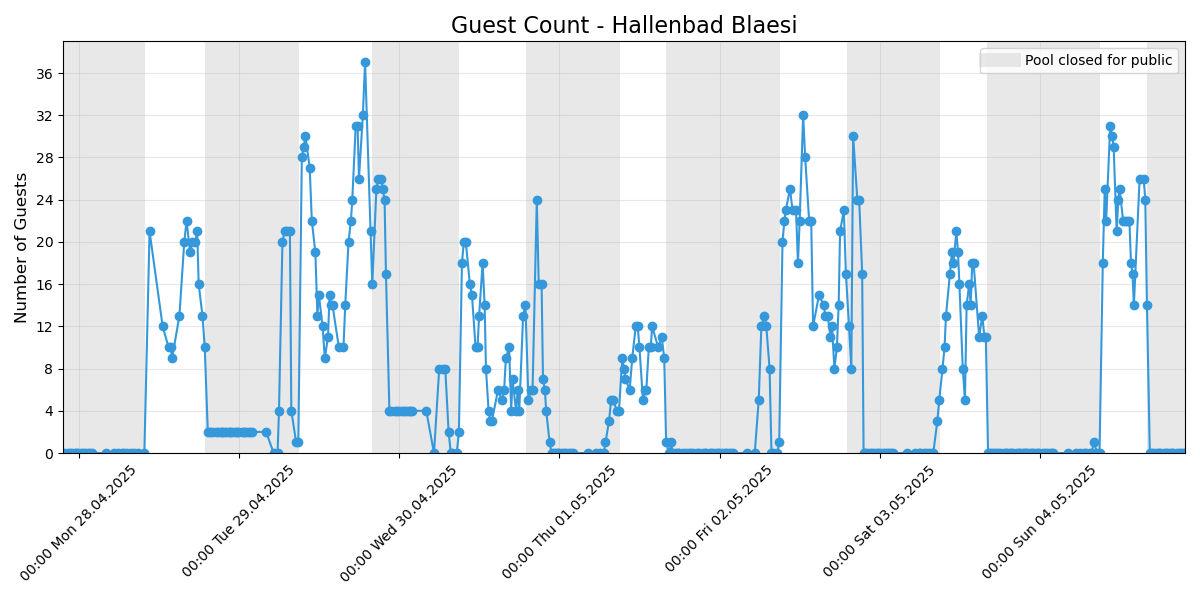 Guest Count - Hallenbad Blaesi
Pool closed for public
Number of Guests
36
32
28
24
20
16
12
8
4
0
00:00 Mon 28.04.2025
00:00 Tue 29.04.2025
00:00 Wed 30.04.2025
00:00 Thu 01.05.2025
00:00 Fri 02.05.2025
00:00 Sat 03.05.2025
00:00 Sun 04.05.2025